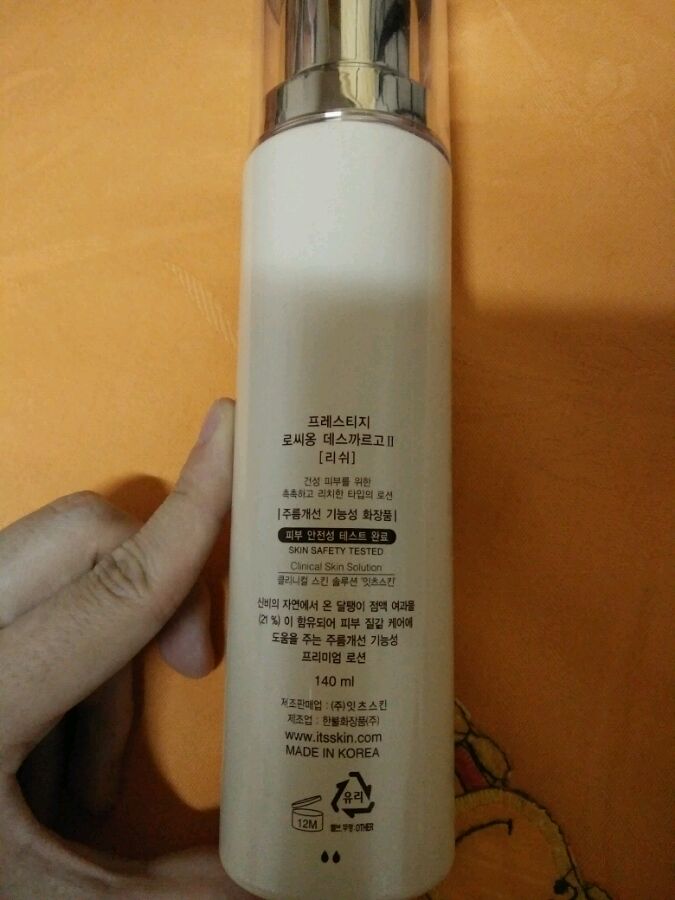 프레스티지
로씨옹 데스까르고 II
[리쉬]
건성 피부를 위한
촉촉하고 리치한 타입의 로션
|주름개선 기능성 화장품|
피부 안전성 테스트 완료
SKIN SAFETY TESTED
Clinical Skin Solution
클리니컬 스킨 솔루션 '잇츠스킨'
신비의 자연에서 온 달팽이 점액 여과물
(21 %) 이 함유되어 피부 질감 케어에
도움을 주는 주름개선 기능성
프리미엄 로션
140 ml
제조판매업 : (주)잇츠스킨
제조업 : 한불화장품(주)
www.itsskin.com
MADE IN KOREA
유리
12M
펌프,뚜껑:OTHER